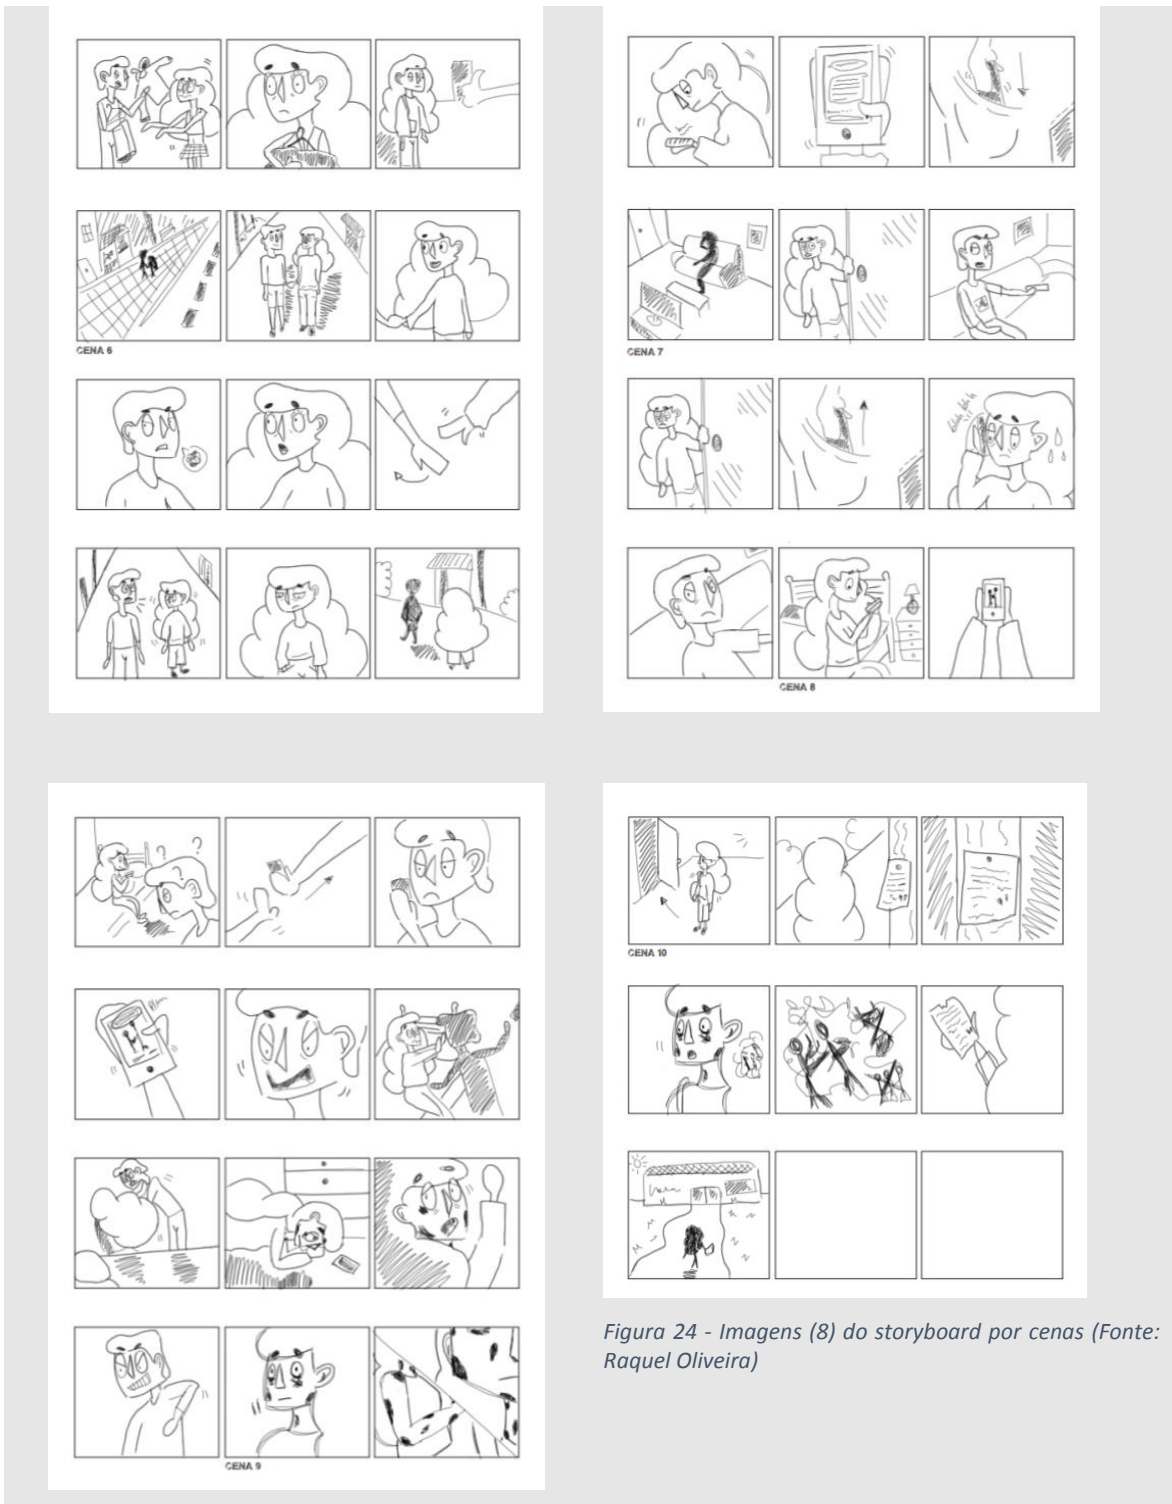 CENA 6
CENA 7
CENA 8
CENA 9
CENA 10
Figura 24 - Imagens (8) do storyboard por cenas (Fonte:
Raquel Oliveira)